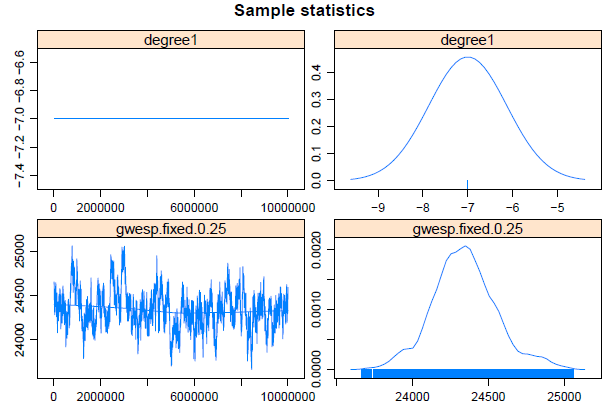 Sample statistics
degree1
degree1
-7.4 -7.2 -7.0 -6.8 -6.6
0.0 0.1 0.2 0.3 0.4
0 2000000 6000000 10000000
-9 -8 -7 -6 -5
gwesp.fixed.0.25
gwesp.fixed.0.25
24000 24500 25000
0.0000 0.0010 0.0020
0 2000000 6000000 10000000
24000 24500 25000